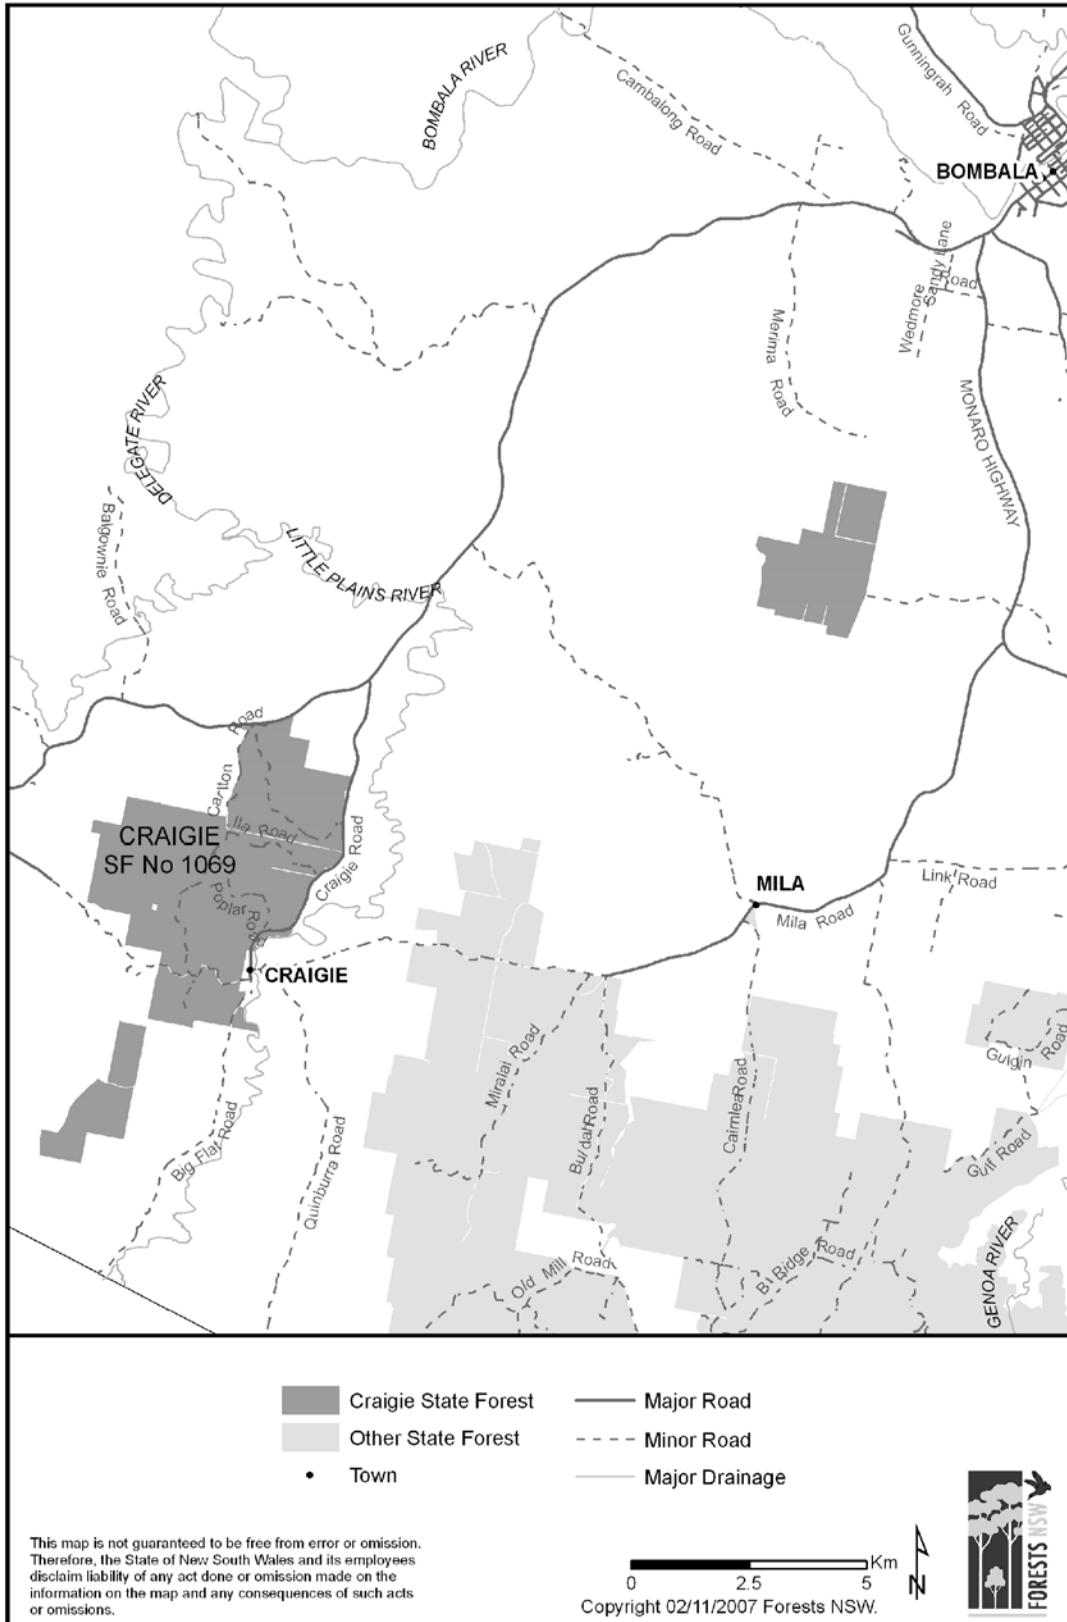 BOMBALA RIVER
Gunningrah Road
Cambalong Road
BOMBALA
Sandy Lane
Wedmore Road
Merima Road
MONARO HIGHWAY
DELEGATE RIVER
LITTLE PLAINS RIVER
Balgownie Road
Carlton Road
Ila Road
CRAIGIE
SF No 1069
Craigie Road
Poplar Road
MILA
Mila Road
Link Road
CRAIGIE
Gulgin Road
Miralai Road
Buldah Road
Cairnlea Road
Gulf Road
Big Flat Road
Quinburra Road
Old Mill Road
Bridge Road
GENOA RIVER
Craigie State Forest
Major Road
Other State Forest
Minor Road
Town
Major Drainage
This map is not guaranteed to be free from error or omission.
Therefore, the State of New South Wales and its employees
disclaim liability of any act done or omission made on the
information on the map and any consequences of such acts
or omissions.
Km
0 2.5 5
Copyright 02/11/2007 Forests NSW.
N
FORESTS NSW